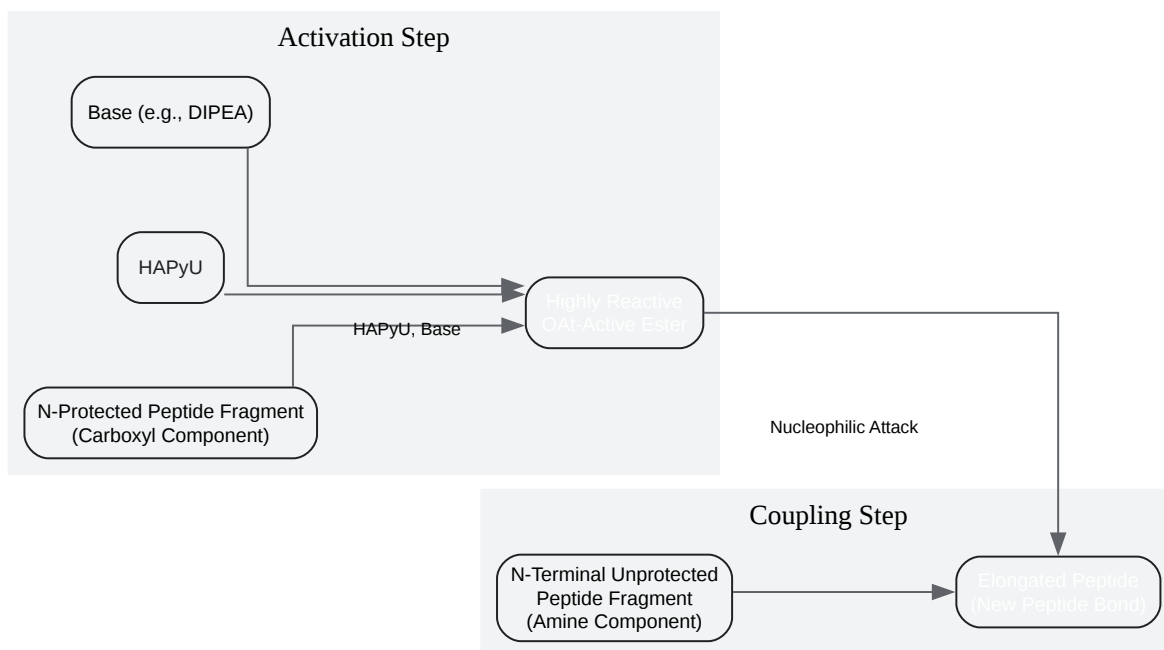 Activation Step
Base (e.g., DIPEA)
HAPyU
Highly Reactive
OAt-Active Ester
HAPyU, Base
N-Protected Peptide Fragment
(Carboxyl Component)
Nucleophilic Attack
Coupling Step
N-Terminal Unprotected
Peptide Fragment
(Amine Component)
Elongated Peptide
(New Peptide Bond)